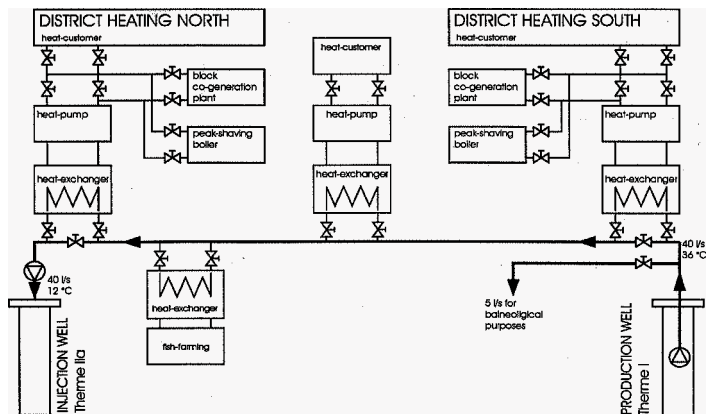 DISTRICT HEATING NORTH
heat-customer
DISTRICT HEATING SOUTH
heat-customer
heat-customer
block
co-generation
plant
block
co-generation
plant
heat-pump
heat-pump
heat-pump
peak-shaving
boiler
peak-shaving
boiler
heat-exchanger
heat-exchanger
heat-exchanger
40 l/s
36 °C
40 l/s
12 °C
heat-exchanger
fish-farming
5 l/s for
balneoligical
purposes
INJECTION WELL
Therme IIa
PRODUCTION WELL
Therme I